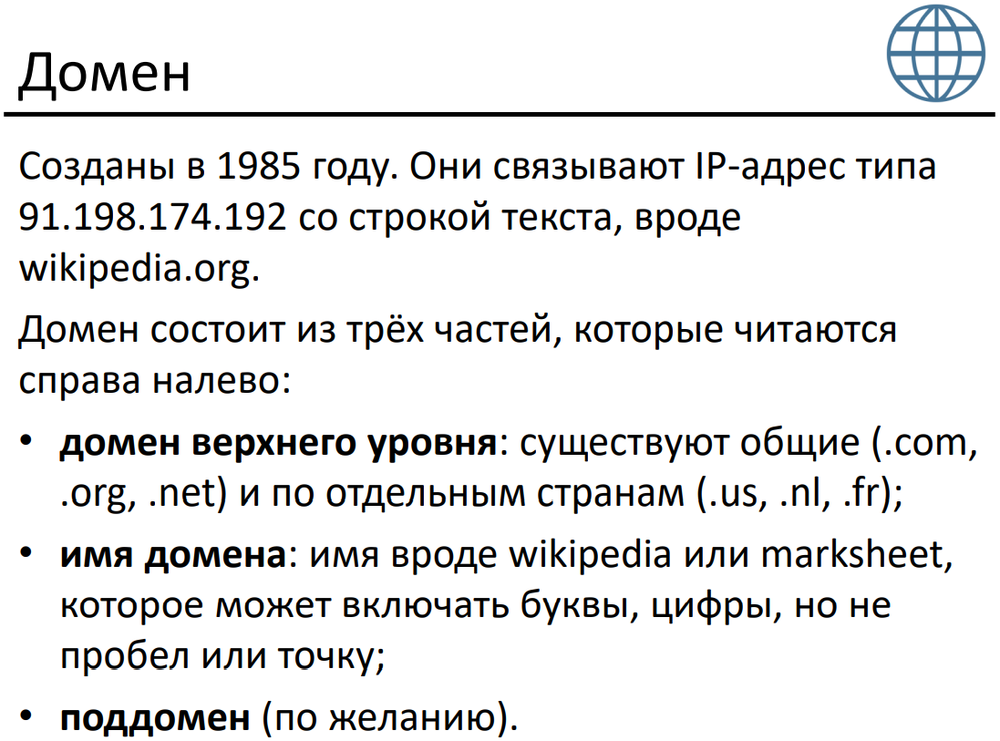 Домен
Созданы в 1985 году. Они связывают IP-адрес типа
91.198.174.192 со строкой текста, вроде
wikipedia.org.
Домен состоит из трёх частей, которые читаются
справа налево:
• домен верхнего уровня: существуют общие (.com,
.org, .net) и по отдельным странам (.us, .nl, .fr);
• имя домена: имя вроде wikipedia или marksheet,
которое может включать буквы, цифры, но не
пробел или точку;
• поддомен (по желанию).